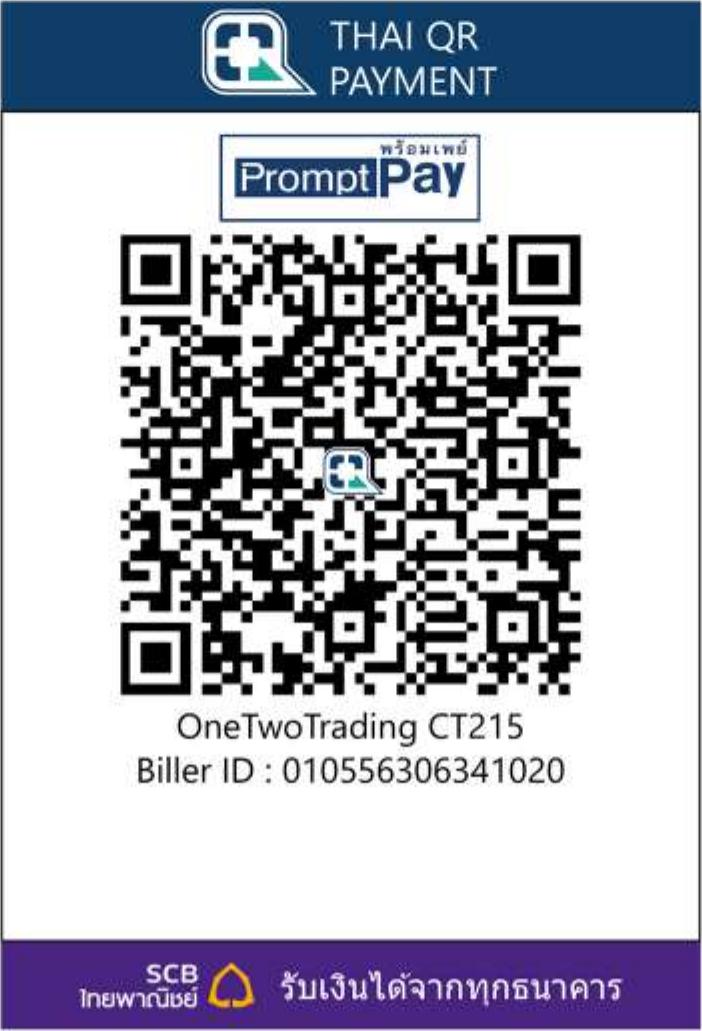 THAI QR
PAYMENT
พร้อมเพย์
PromptPay
OneTwoTrading CT215
Biller ID : 010556306341020
SCB
ไทยพาณิชย์
รับเงินได้จากทุกธนาคาร